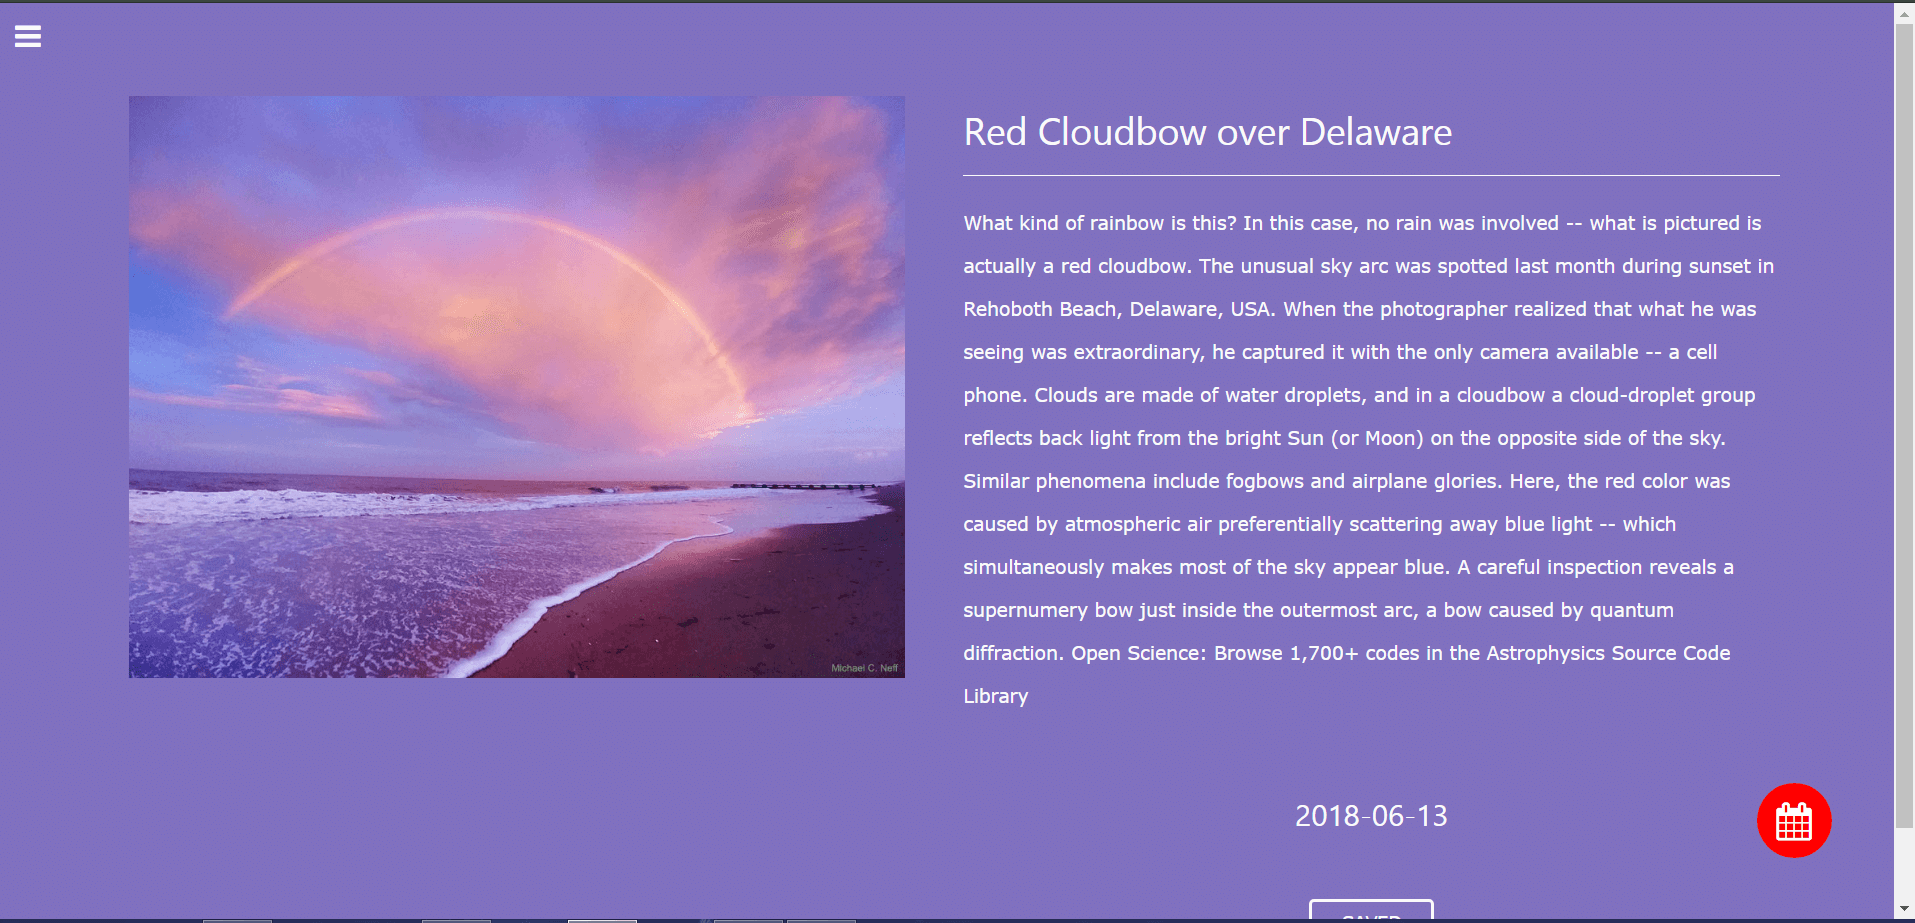 Red Cloudbow over Delaware
What kind of rainbow is this? In this case, no rain was involved -- what is pictured is
actually a red cloudbow. The unusual sky arc was spotted last month during sunset in
Rehoboth Beach, Delaware, USA. When the photographer realized that what he was
seeing was extraordinary, he captured it with the only camera available -- a cell
phone. Clouds are made of water droplets, and in a cloudbow a cloud-droplet group
reflects back light from the bright Sun (or Moon) on the opposite side of the sky.
Similar phenomena include fogbows and airplane glories. Here, the red color was
caused by atmospheric air preferentially scattering away blue light -- which
simultaneously makes most of the sky appear blue. A careful inspection reveals a
supernumery bow just inside the outermost arc, a bow caused by quantum
diffraction. Open Science: Browse 1,700+ codes in the Astrophysics Source Code
Library
Michael C. Neff
2018-06-13
SAVED